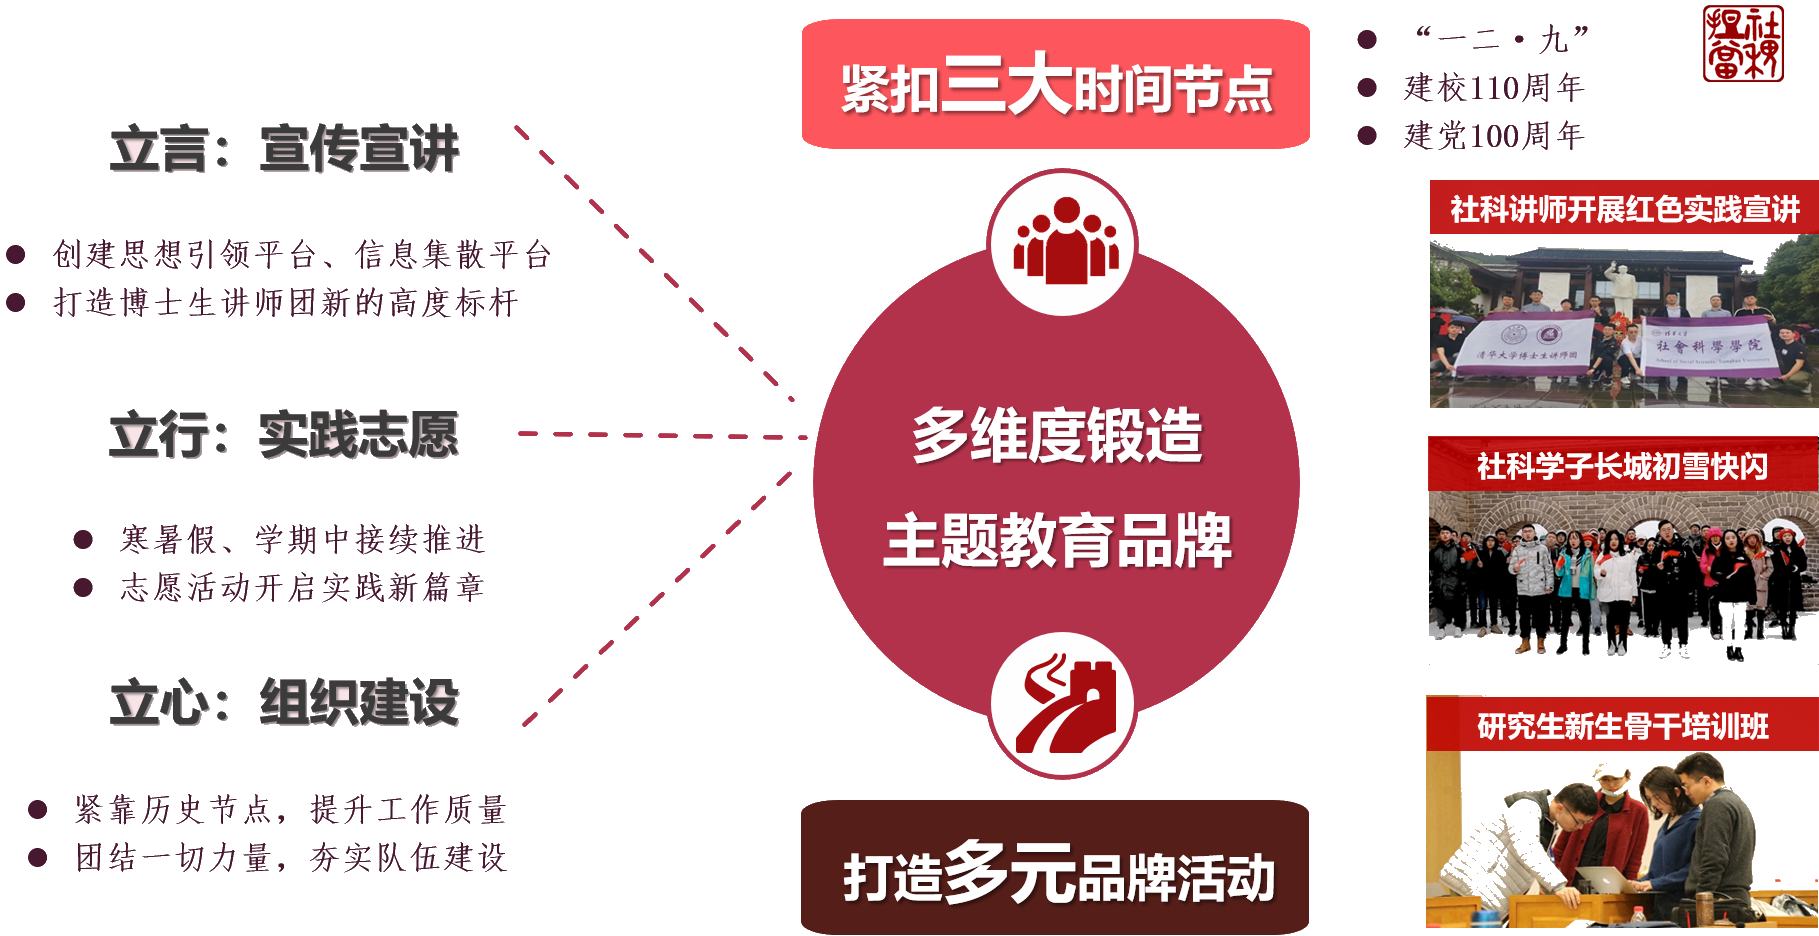 立言：宣传宣讲
创建思想引领平台、信息集散平台
打造博士生讲师团新的高度标杆
立行：实践志愿
寒暑假、学期中接续推进
志愿活动开启实践新篇章
立心：组织建设
紧靠历史节点，提升工作质量
团结一切力量，夯实队伍建设
紧扣三大时间节点
多维度锻造
主题教育品牌
打造多元品牌活动
“一二·九”
建校110周年
建党100周年
社科讲师开展红色实践宣讲
清华大学博士生讲师团
清华大学
社會科學學院
School of Social Sciences, Tsinghua University
社科学子长城初雪快闪
研究生新生骨干培训班